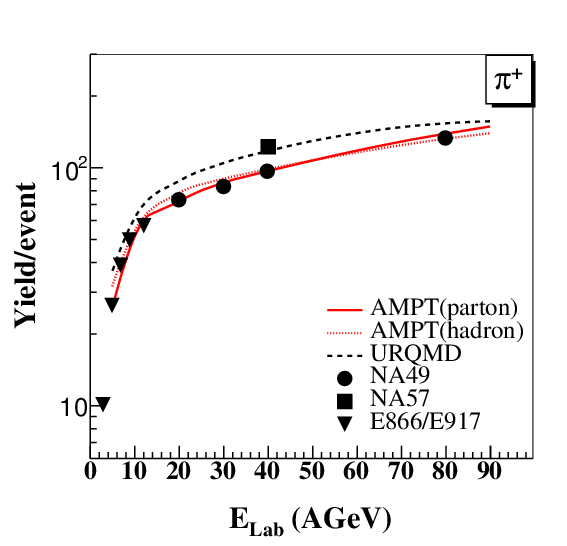 π⁺
10²
10
Yield/event
AMPT(parton)
AMPT(hadron)
URQMD
NA49
NA57
E866/E917
0 10 20 30 40 50 60 70 80 90
E_Lab (AGeV)